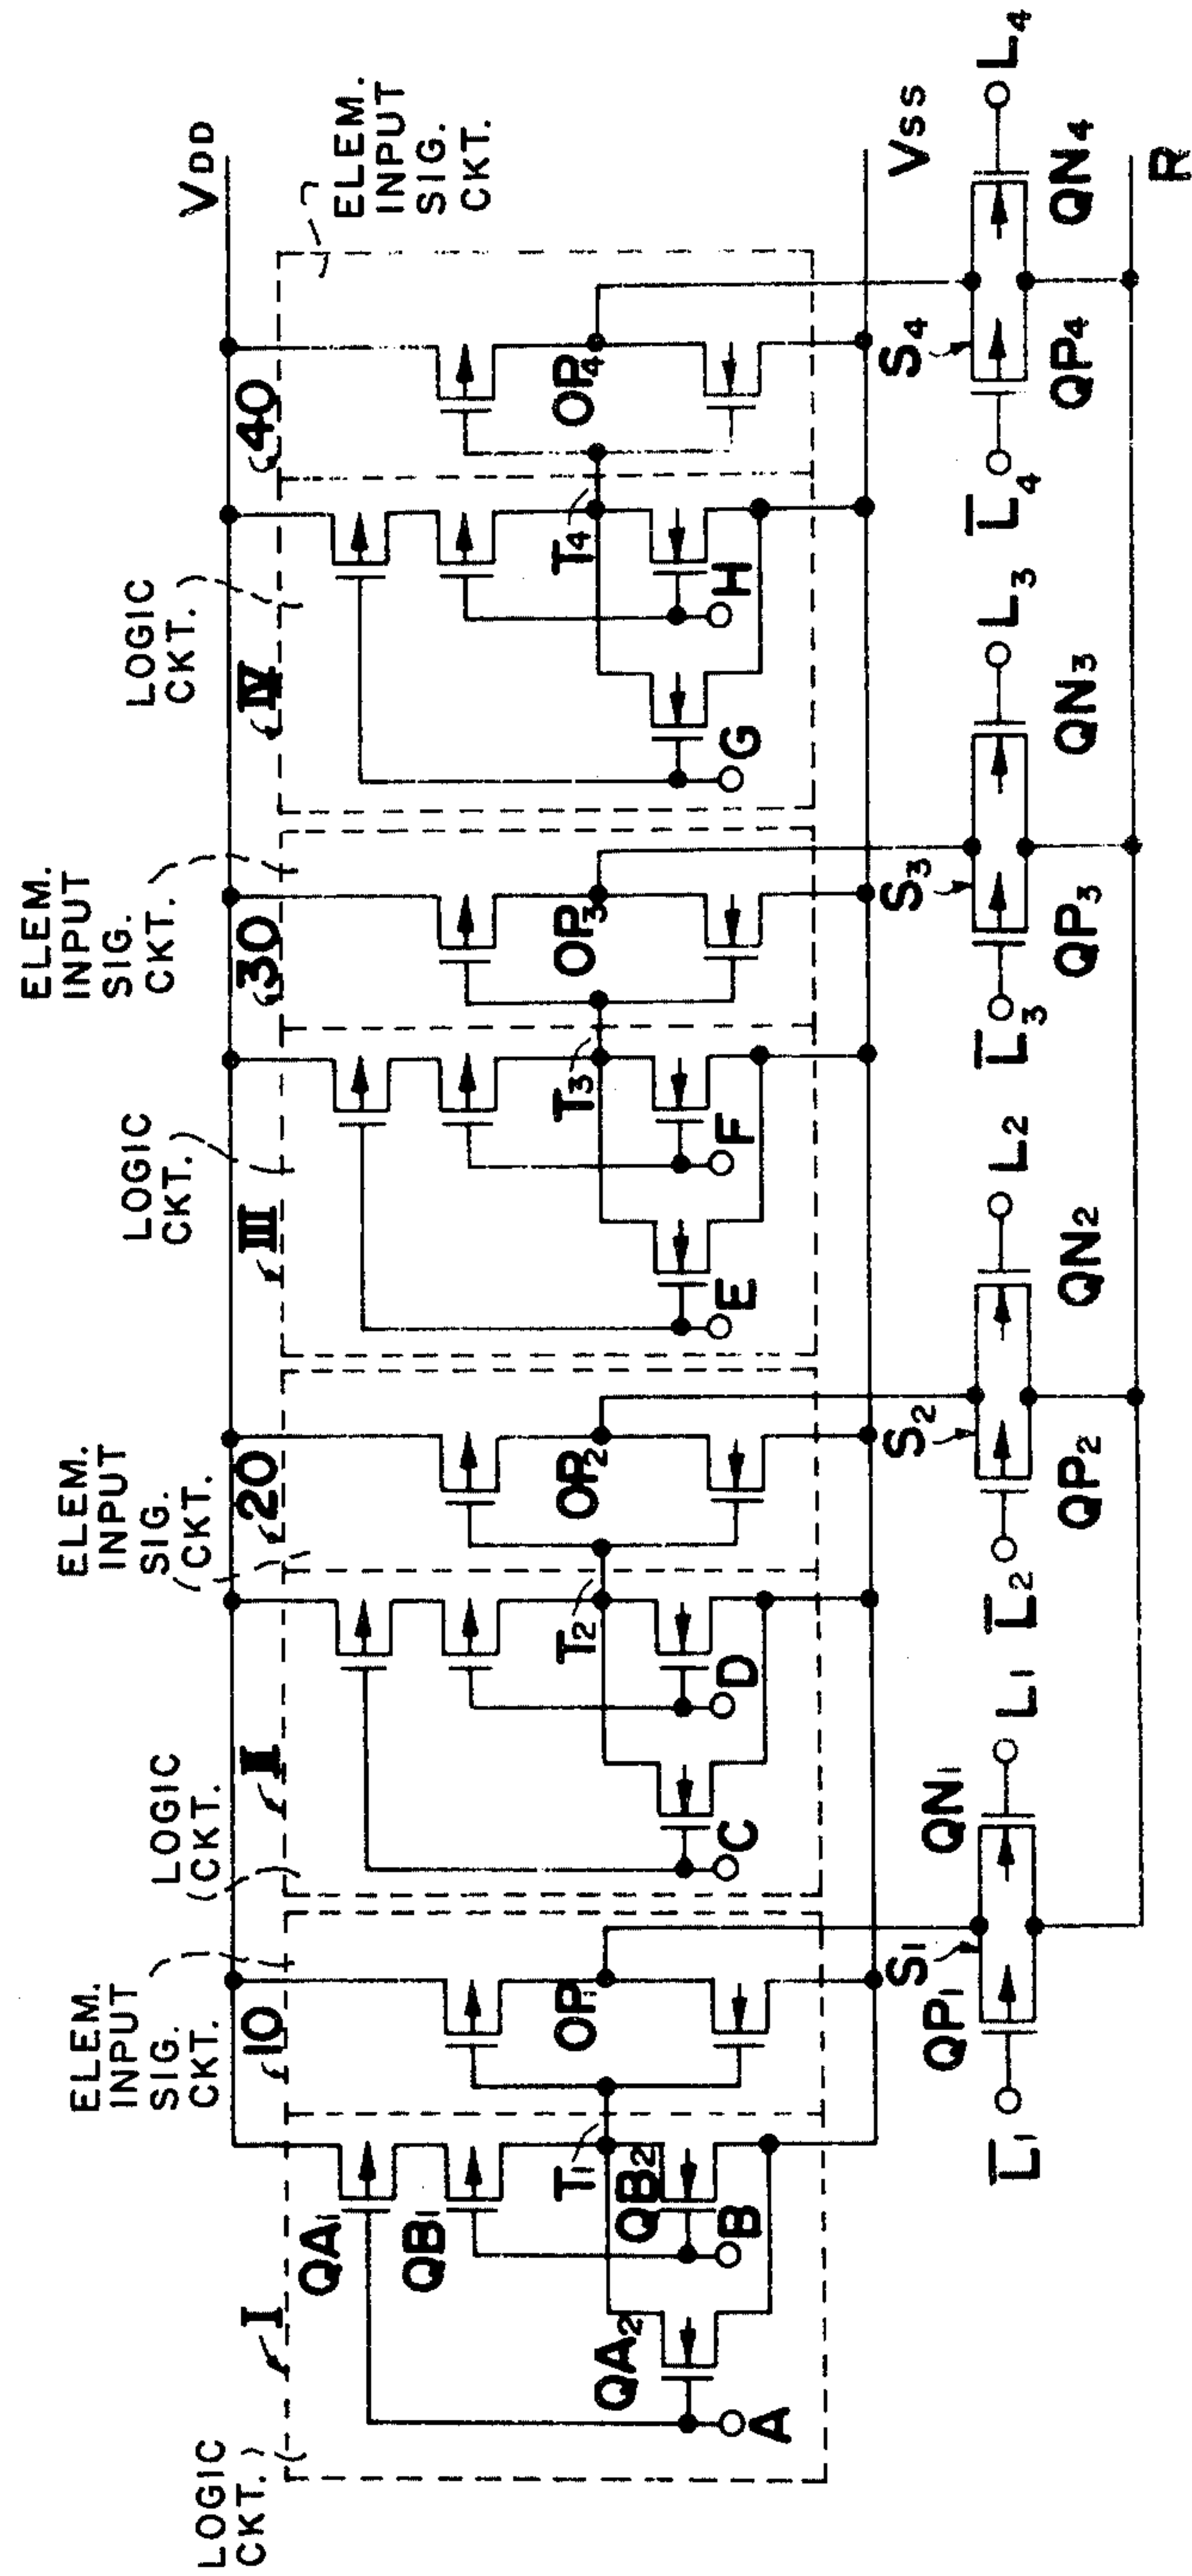 LOGIC
CKT.
I
ELEM.
INPUT
SIG.
CKT.
10
LOGIC
CKT.
II
ELEM.
INPUT
SIG.
CKT.
20
LOGIC
CKT.
III
ELEM.
INPUT
SIG.
CKT.
30
LOGIC
CKT.
IV
40
ELEM.
INPUT
SIG.
CKT.
VDD
QA1
QB1
T1
OP1
QA2
QB2
A
B
T2
OP2
C
D
T3
OP3
E
F
T4
OP4
G
H
VSS
S1
S2
S3
S4
L̅1
QP1
QN1
L1
L̅2
QP2
QN2
L2
L̅3
QP3
QN3
L3
L̅4
QP4
QN4
L4
R